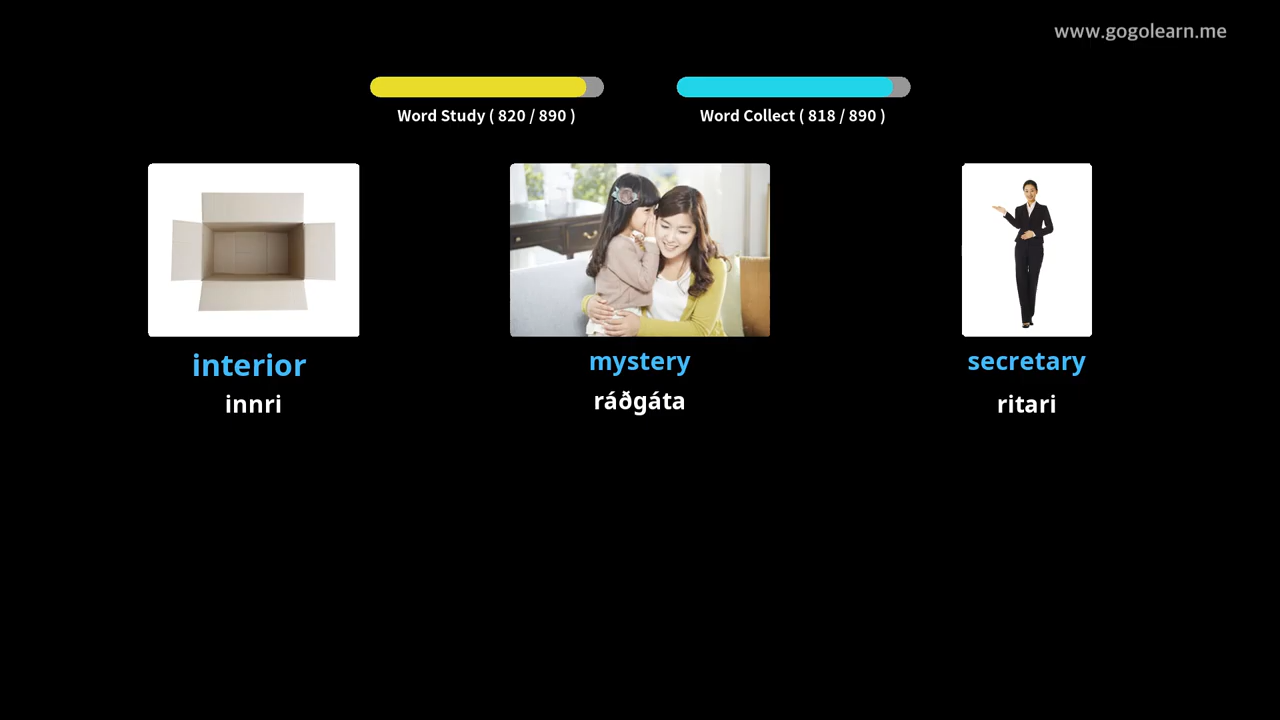 www.gogolearn.me
Word Study ( 820 / 890 )
Word Collect ( 818 / 890 )
interior
innri
mystery
ráðgáta
secretary
ritari